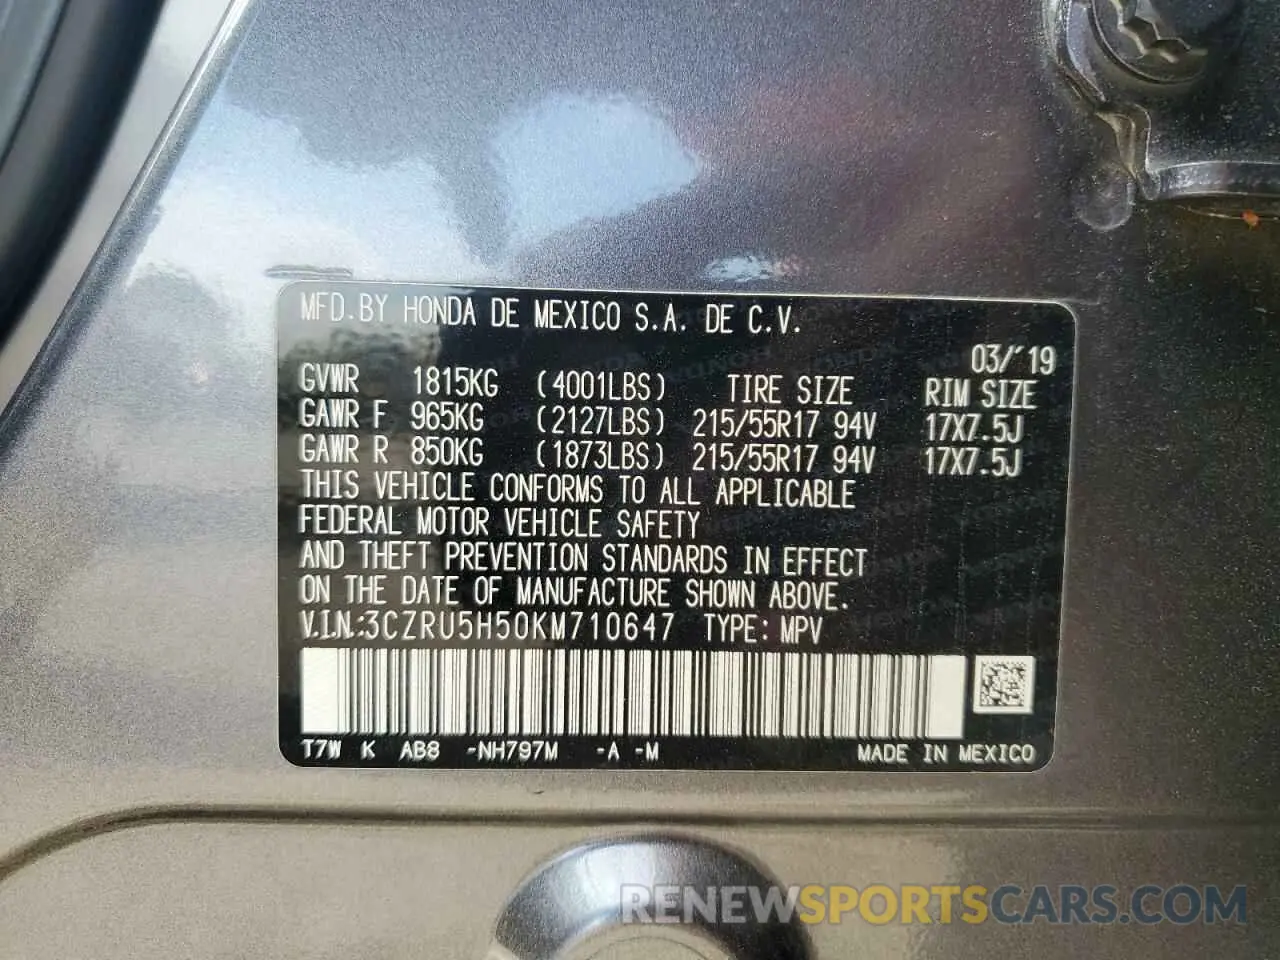 MFD.BY HONDA DE MEXICO S.A. DE C.V.
03/'19
GVWR 1815KG (4001LBS) TIRE SIZE RIM SIZE
GAWR F 965KG (2127LBS) 215/55R17 94V 17X7.5J
GAWR R 850KG (1873LBS) 215/55R17 94V 17X7.5J
THIS VEHICLE CONFORMS TO ALL APPLICABLE
FEDERAL MOTOR VEHICLE SAFETY
AND THEFT PREVENTION STANDARDS IN EFFECT
ON THE DATE OF MANUFACTURE SHOWN ABOVE.
V.I.N.:3CZRU5H50KM710647 TYPE: MPV
T7W K AB8 -NH797M -A -M MADE IN MEXICO
RENEWSPORTSCARS.COM